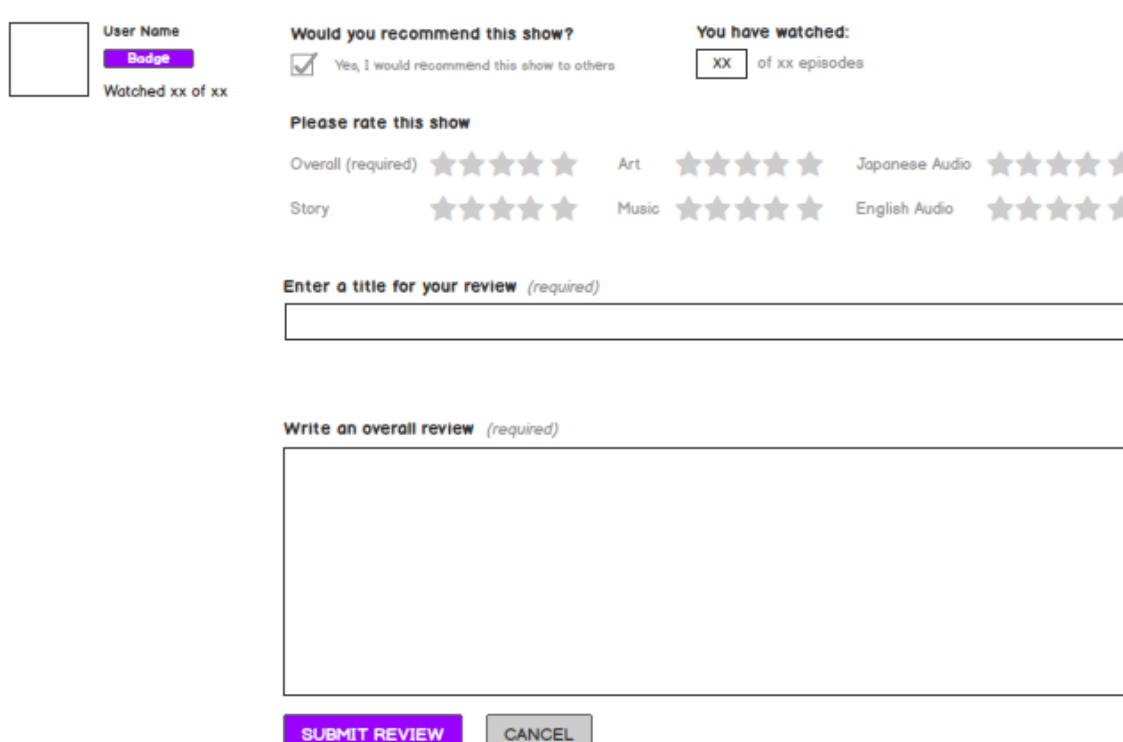 User Name
Badge
Watched xx of xx
Would you recommend this show?
Yes, I would recommend this show to others
You have watched:
XX of xx episodes
Please rate this show
Overall (required) Art Japanese Audio
Story Music English Audio
Enter a title for your review (required)
Write an overall review (required)
SUBMIT REVIEW CANCEL